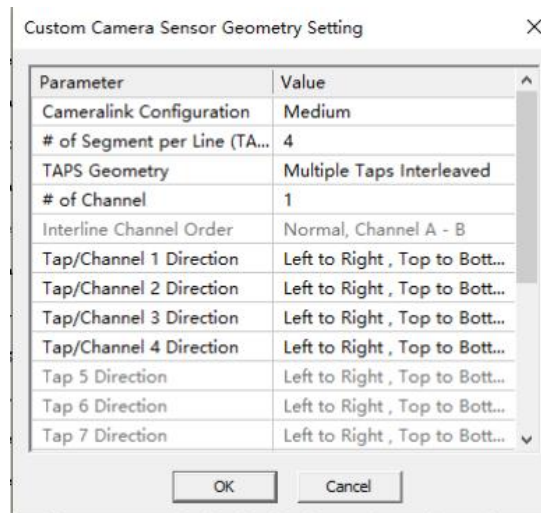 Custom Camera Sensor Geometry Setting
Parameter Value
Cameralink Configuration Medium
# of Segment per Line (TA... 4
TAPS Geometry Multiple Taps Interleaved
# of Channel 1
Interline Channel Order Normal, Channel A - B
Tap/Channel 1 Direction Left to Right , Top to Bott...
Tap/Channel 2 Direction Left to Right , Top to Bott...
Tap/Channel 3 Direction Left to Right , Top to Bott...
Tap/Channel 4 Direction Left to Right , Top to Bott...
Tap 5 Direction Left to Right , Top to Bott...
Tap 6 Direction Left to Right , Top to Bott...
Tap 7 Direction Left to Right , Top to Bott...
OK Cancel